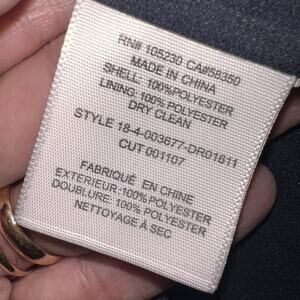 RN# 105230 CA#58350
MADE IN CHINA
SHELL: 100%POLYESTER
LINING: 100%POLYESTER
DRY CLEAN
STYLE 18-4-003677-DR01611
CUT 001107
FABRIQUÉ EN CHINE
EXTERIEUR:100%POLYESTER
DOUBLURE: 100%POLYESTER
NETTOYAGE À SEC